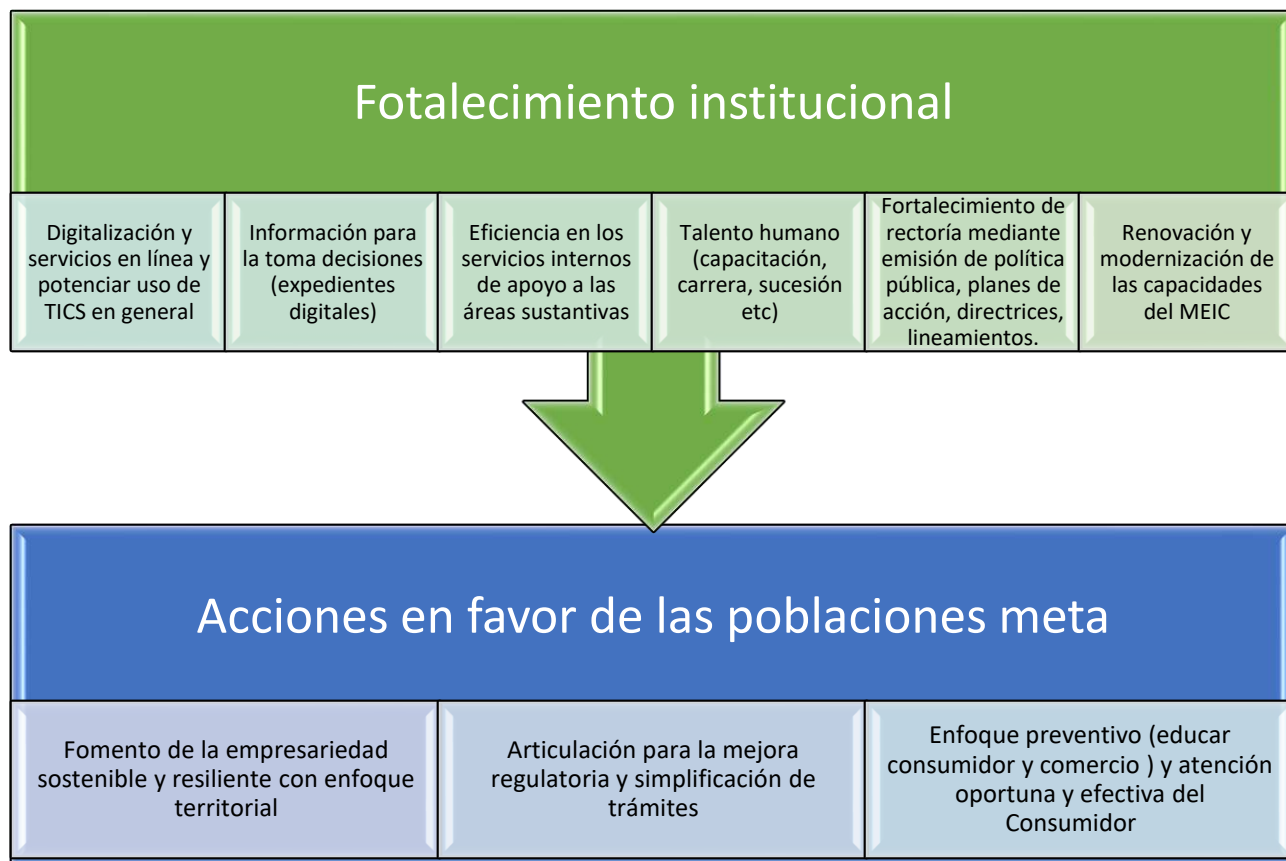 Fotalecimiento institucional
Digitalización y
servicios en línea y
potenciar uso de
TICS en general
Información para
la toma decisiones
(expedientes
digitales)
Eficiencia en los
servicios internos
de apoyo a las
áreas sustantivas
Talento humano
(capacitación,
carrera, sucesión
etc)
Fortalecimiento de
rectoría mediante
emisión de política
pública, planes de
acción, directrices,
lineamientos.
Renovación y
modernización de
las capacidades
del MEIC
Acciones en favor de las poblaciones meta
Fomento de la empresariedad
sostenible y resiliente con enfoque
territorial
Articulación para la mejora
regulatoria y simplificación de
trámites
Enfoque preventivo (educar
consumidor y comercio ) y atención
oportuna y efectiva del
Consumidor